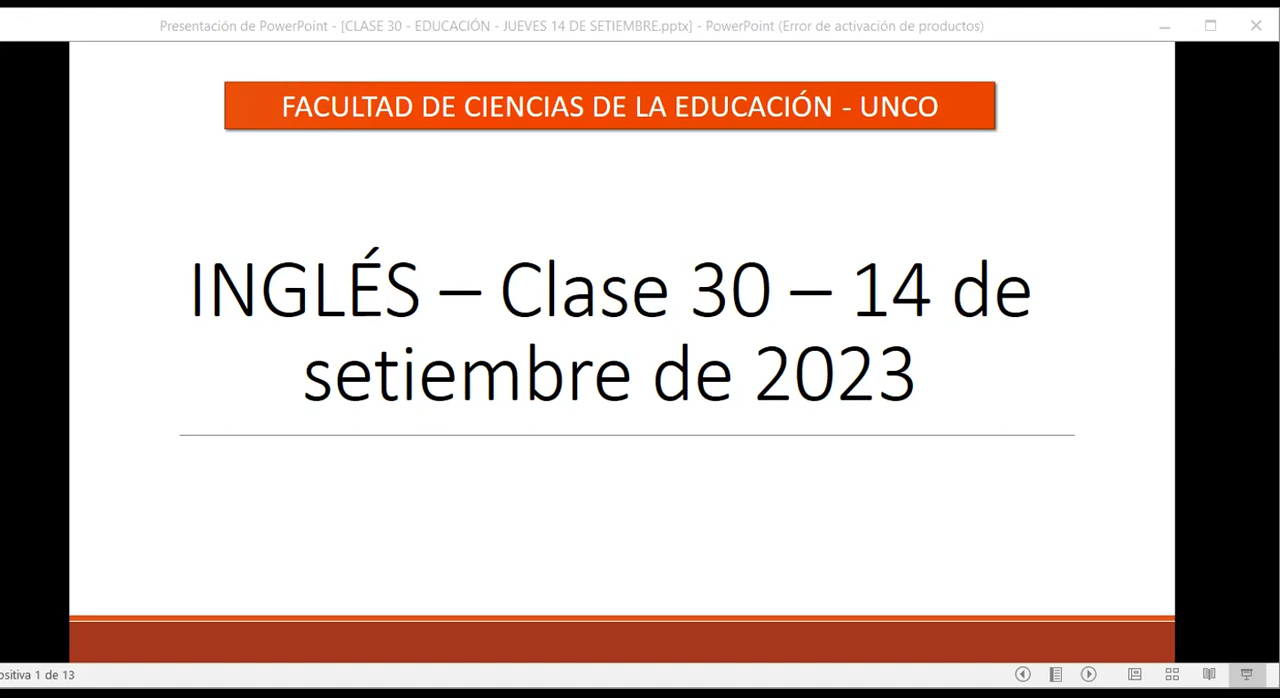 Presentación de PowerPoint - [CLASE 30 - EDUCACIÓN - JUEVES 14 DE SETIEMBRE.pptx] - PowerPoint (Error de activación de productos)
FACULTAD DE CIENCIAS DE LA EDUCACIÓN - UNCO
INGLÉS – Clase 30 – 14 de
setiembre de 2023
ositiva 1 de 13